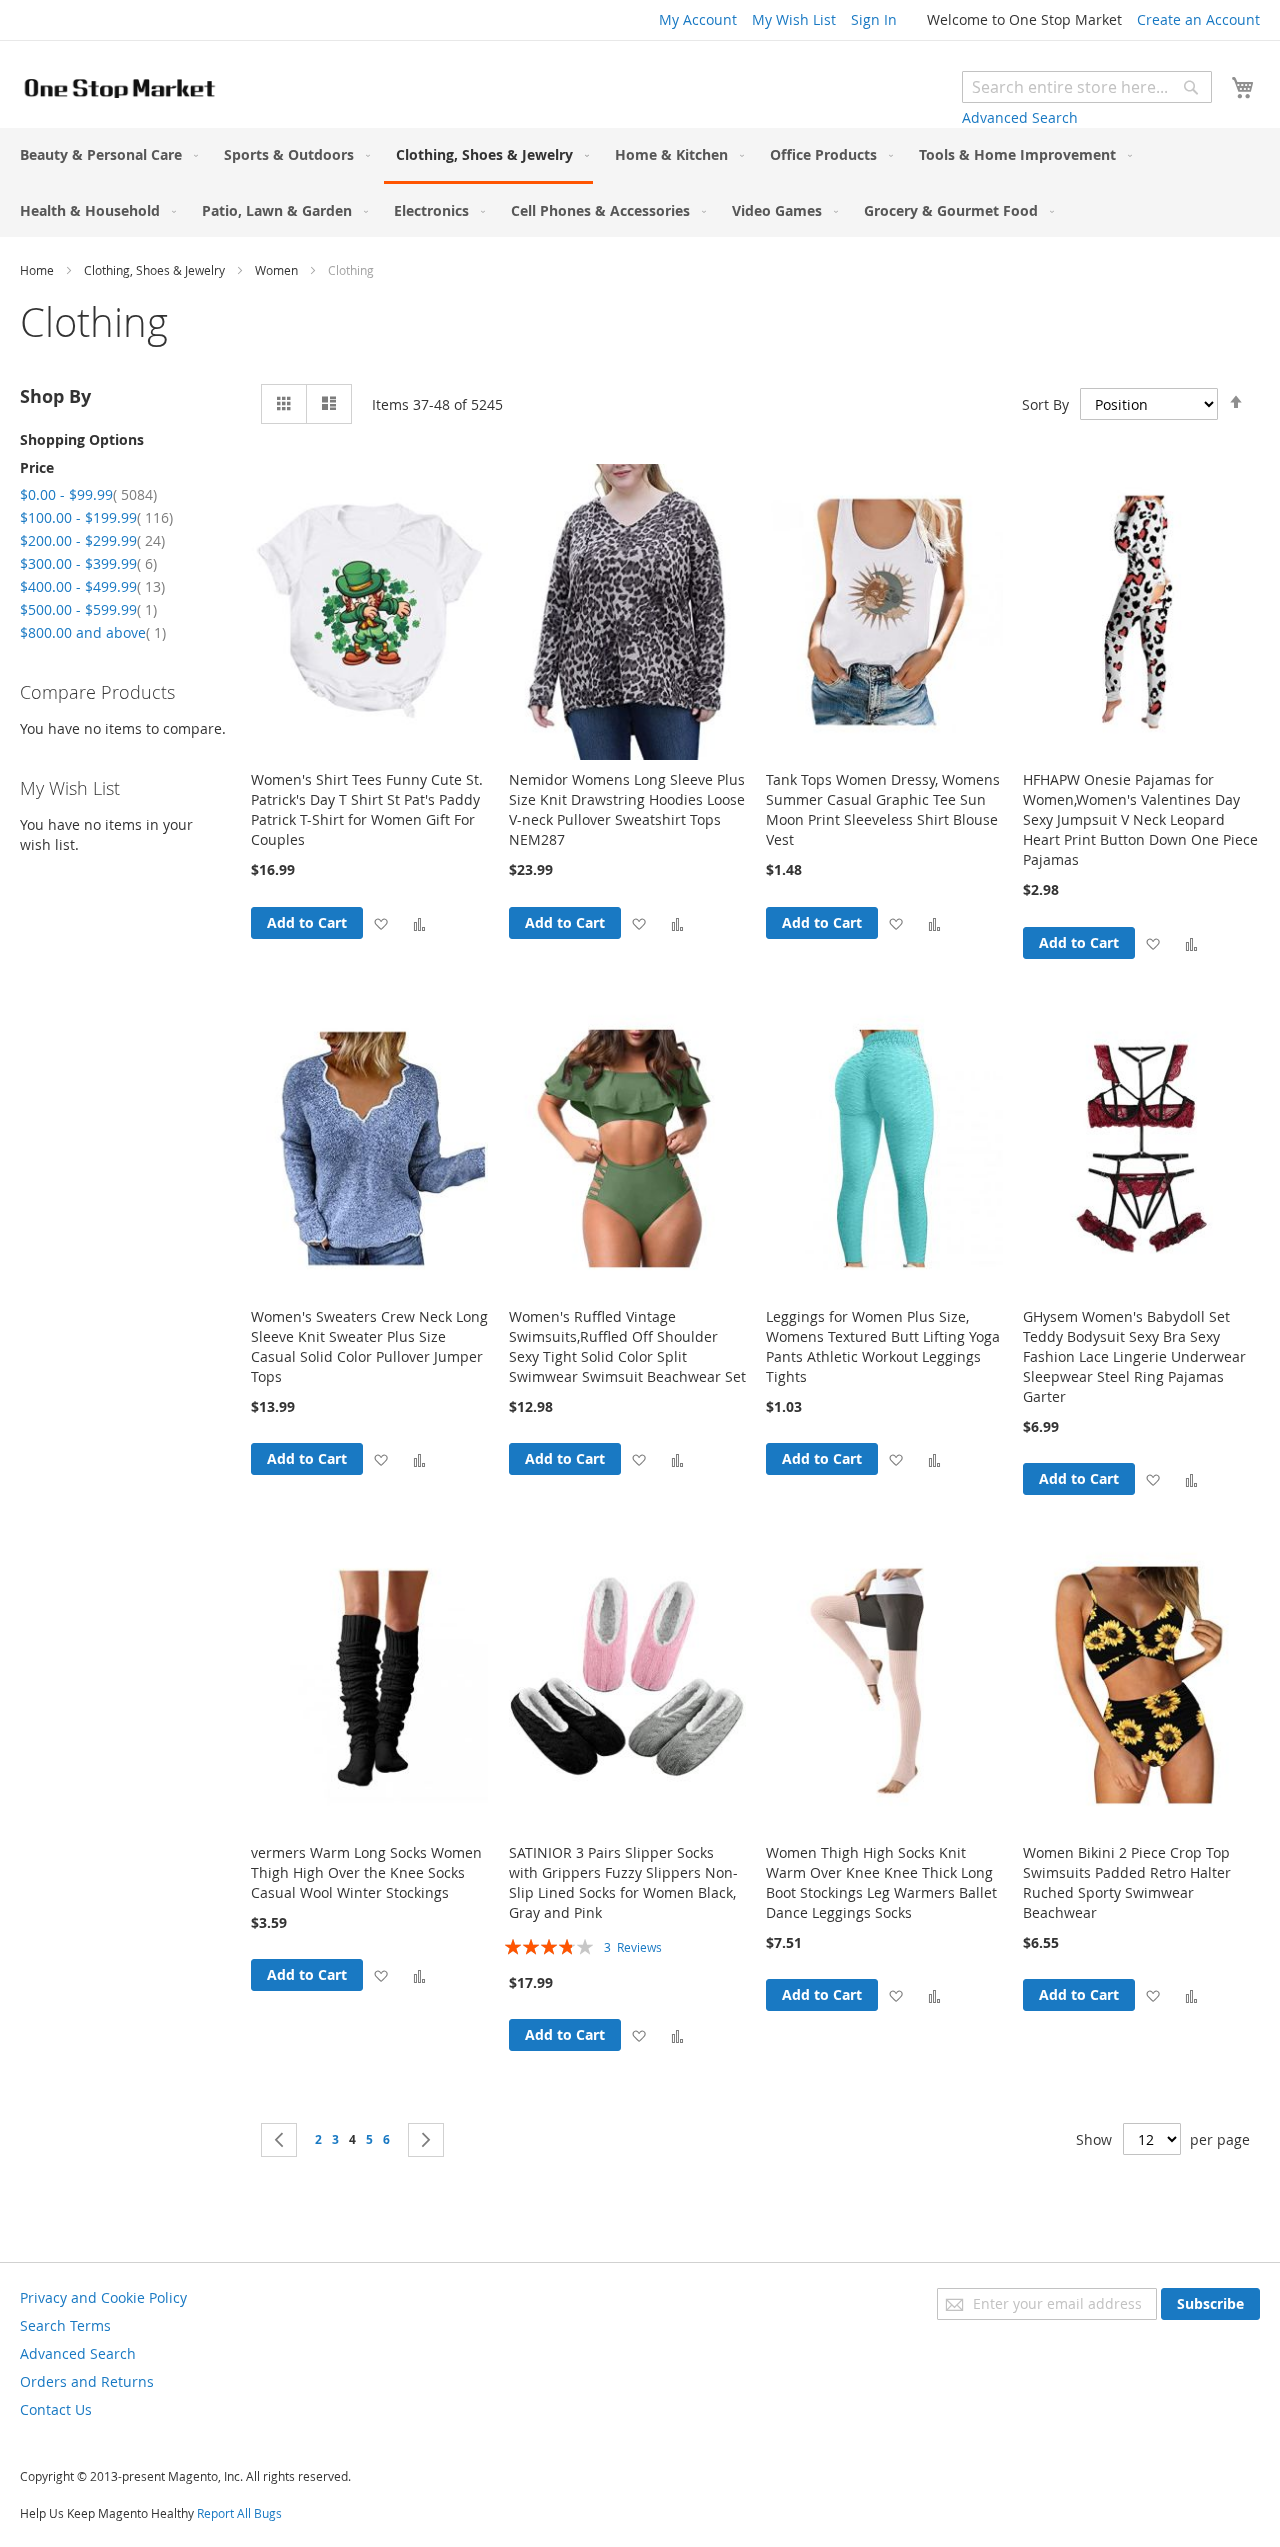 My Account My Wish List Sign In Welcome to One Stop Market Create an Account
One Stop Market
Search entire store here...
Advanced Search
Beauty & Personal Care Sports & Outdoors Clothing, Shoes & Jewelry Home & Kitchen Office Products Tools & Home Improvement
Health & Household Patio, Lawn & Garden Electronics Cell Phones & Accessories Video Games Grocery & Gourmet Food
Home Clothing, Shoes & Jewelry Women Clothing
Clothing
Shop By
Shopping Options
Price
$0.00 - $99.99( 5084)
$100.00 - $199.99( 116)
$200.00 - $299.99( 24)
$300.00 - $399.99( 6)
$400.00 - $499.99( 13)
$500.00 - $599.99( 1)
$800.00 and above( 1)
Compare Products
You have no items to compare.
My Wish List
You have no items in your
wish list.
Items 37-48 of 5245
Sort By Position
Women's Shirt Tees Funny Cute St.
Patrick's Day T Shirt St Pat's Paddy
Patrick T-Shirt for Women Gift For
Couples
$16.99
Add to Cart
Nemidor Womens Long Sleeve Plus
Size Knit Drawstring Hoodies Loose
V-neck Pullover Sweatshirt Tops
NEM287
$23.99
Add to Cart
Tank Tops Women Dressy, Womens
Summer Casual Graphic Tee Sun
Moon Print Sleeveless Shirt Blouse
Vest
$1.48
Add to Cart
HFHAPW Onesie Pajamas for
Women,Women's Valentines Day
Sexy Jumpsuit V Neck Leopard
Heart Print Button Down One Piece
Pajamas
$2.98
Add to Cart
Women's Sweaters Crew Neck Long
Sleeve Knit Sweater Plus Size
Casual Solid Color Pullover Jumper
Tops
$13.99
Add to Cart
Women's Ruffled Vintage
Swimsuits,Ruffled Off Shoulder
Sexy Tight Solid Color Split
Swimwear Swimsuit Beachwear Set
$12.98
Add to Cart
Leggings for Women Plus Size,
Womens Textured Butt Lifting Yoga
Pants Athletic Workout Leggings
Tights
$1.03
Add to Cart
GHysem Women's Babydoll Set
Teddy Bodysuit Sexy Bra Sexy
Fashion Lace Lingerie Underwear
Sleepwear Steel Ring Pajamas
Garter
$6.99
Add to Cart
vermers Warm Long Socks Women
Thigh High Over the Knee Socks
Casual Wool Winter Stockings
$3.59
Add to Cart
SATINIOR 3 Pairs Slipper Socks
with Grippers Fuzzy Slippers Non-
Slip Lined Socks for Women Black,
Gray and Pink
3 Reviews
$17.99
Add to Cart
Women Thigh High Socks Knit
Warm Over Knee Knee Thick Long
Boot Stockings Leg Warmers Ballet
Dance Leggings Socks
$7.51
Add to Cart
Women Bikini 2 Piece Crop Top
Swimsuits Padded Retro Halter
Ruched Sporty Swimwear
Beachwear
$6.55
Add to Cart
2 3 4 5 6
Show 12 per page
Privacy and Cookie Policy
Search Terms
Advanced Search
Orders and Returns
Contact Us
Enter your email address Subscribe
Copyright © 2013-present Magento, Inc. All rights reserved.
Help Us Keep Magento Healthy Report All Bugs